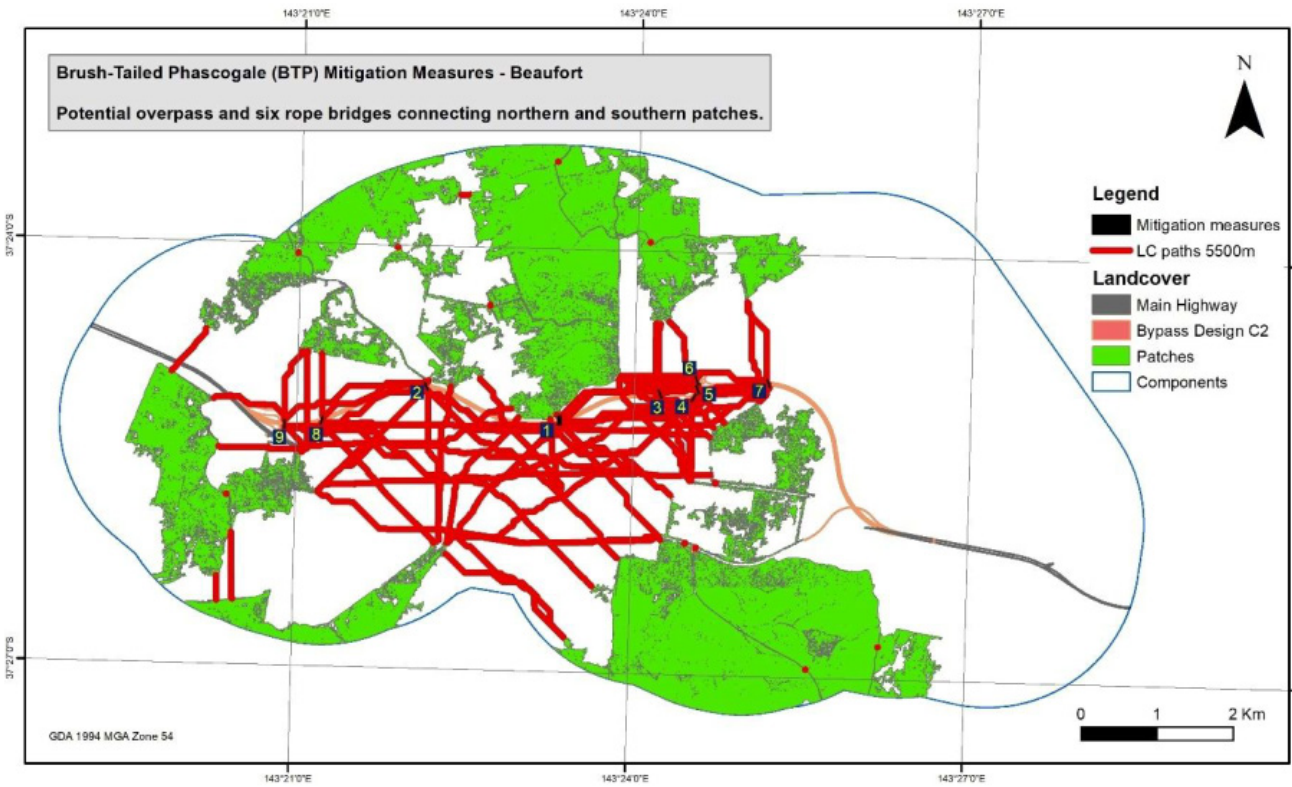 143°21'0"E
143°24'0"E
143°27'0"E
Brush-Tailed Phascogale (BTP) Mitigation Measures - Beaufort
Potential overpass and six rope bridges connecting northern and southern patches.
N
Legend
Mitigation measures
LC paths 5500m
Landcover
Main Highway
Bypass Design C2
Patches
Components
37°24'0"S
6
2
5
7
3
4
1
9
8
37°27'0"S
0 1 2 Km
GDA 1994 MGA Zone 54
143°21'0"E
143°24'0"E
143°27'0"E